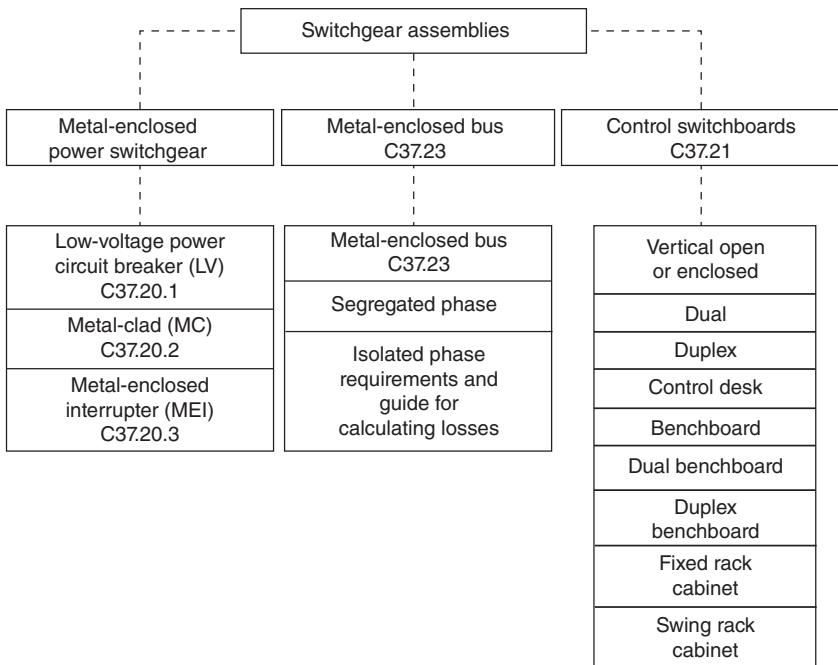 Switchgear assemblies
Metal-enclosed
power switchgear
Metal-enclosed bus
C37.23
Control switchboards
C37.21
Low-voltage power
circuit breaker (LV)
C37.20.1
Metal-clad (MC)
C37.20.2
Metal-enclosed
interrupter (MEI)
C37.20.3
Metal-enclosed bus
C37.23
Segregated phase
Isolated phase
requirements and
guide for
calculating losses
Vertical open
or enclosed
Dual
Duplex
Control desk
Benchboard
Dual benchboard
Duplex
benchboard
Fixed rack
cabinet
Swing rack
cabinet